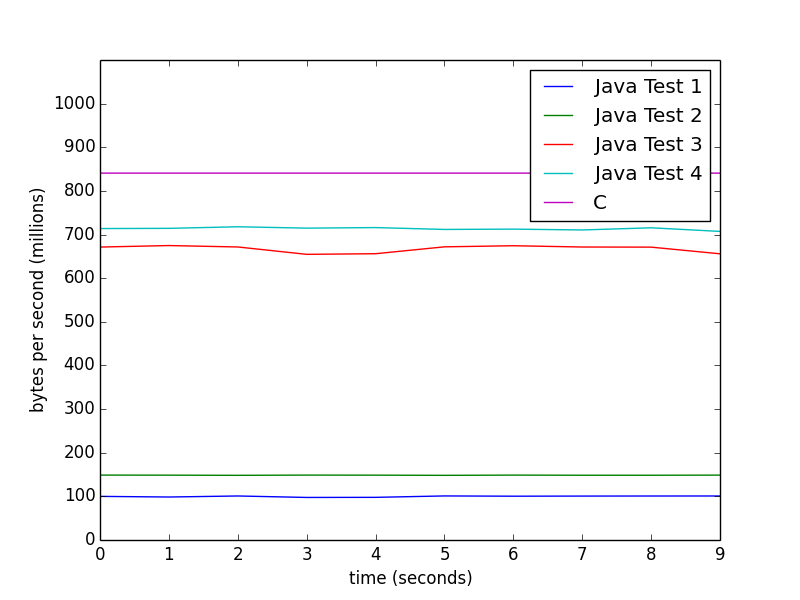 1000
900
800
700
600
500
400
300
200
100
0
bytes per second (millions)
Java Test 1
Java Test 2
Java Test 3
Java Test 4
C
0 1 2 3 4 5 6 7 8 9
time (seconds)